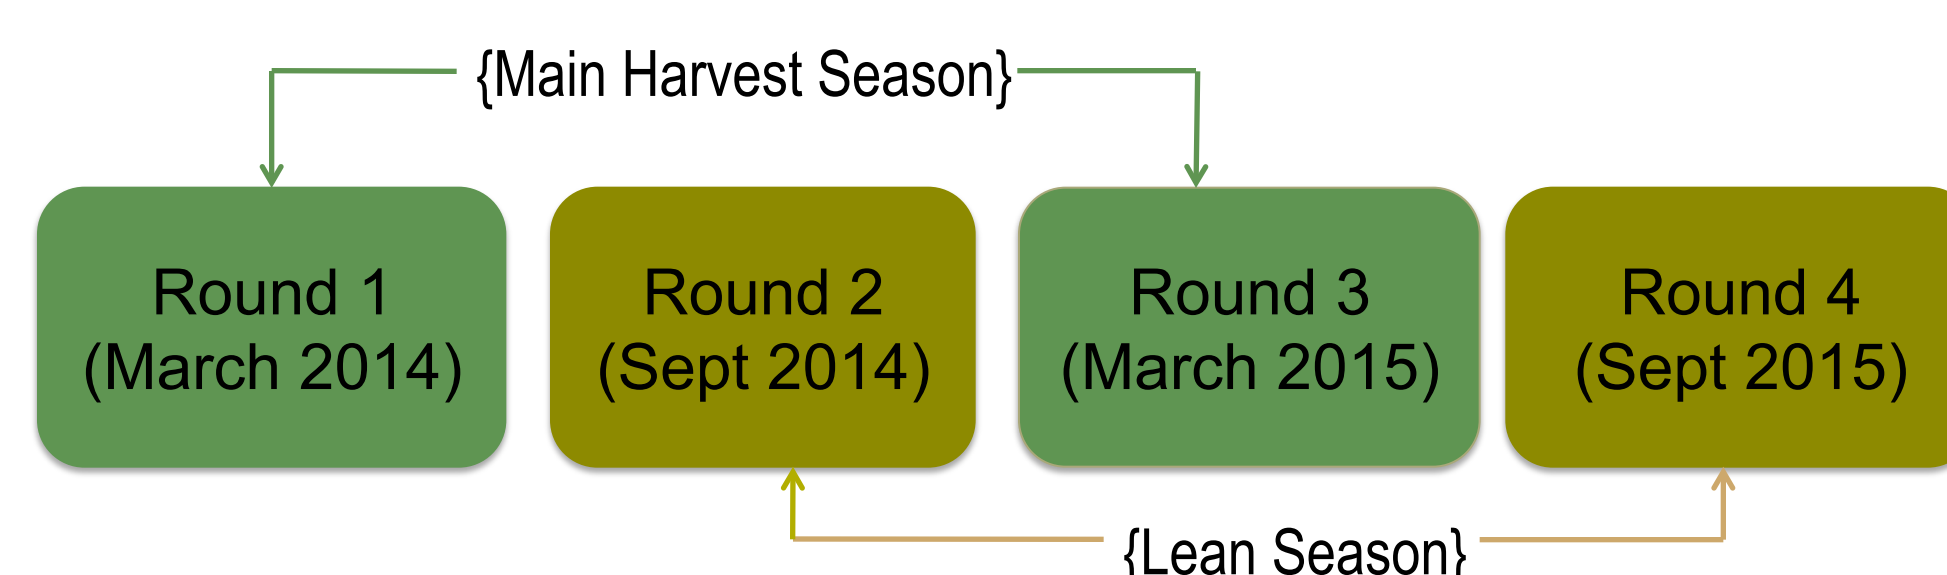 {Main Harvest Season}
Round 1
(March 2014)
Round 2
(Sept 2014)
Round 3
(March 2015)
Round 4
(Sept 2015)
{Lean Season}